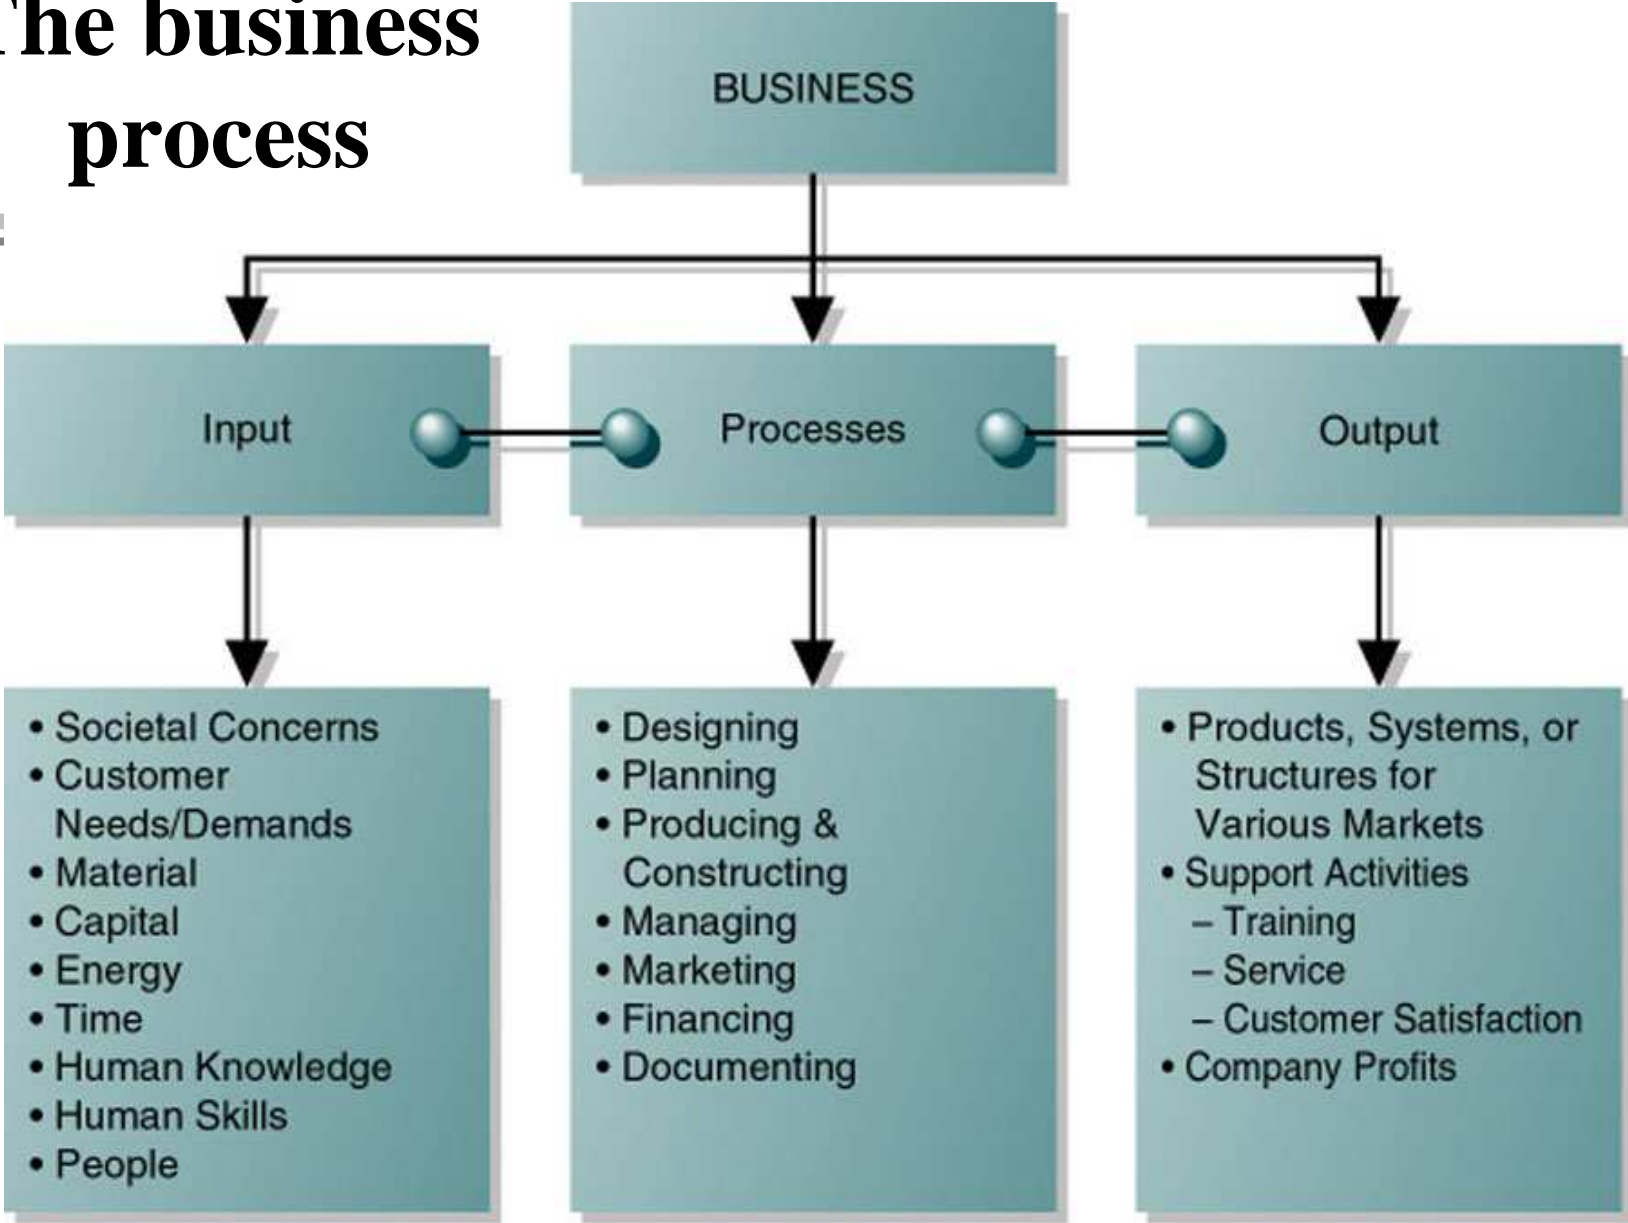 The business
process
BUSINESS
Input
Processes
Output
• Societal Concerns
• Customer
Needs/Demands
• Material
• Capital
• Energy
• Time
• Human Knowledge
• Human Skills
• People
• Designing
• Planning
• Producing &
Constructing
• Managing
• Marketing
• Financing
• Documenting
• Products, Systems, or
Structures for
Various Markets
• Support Activities
– Training
– Service
– Customer Satisfaction
• Company Profits